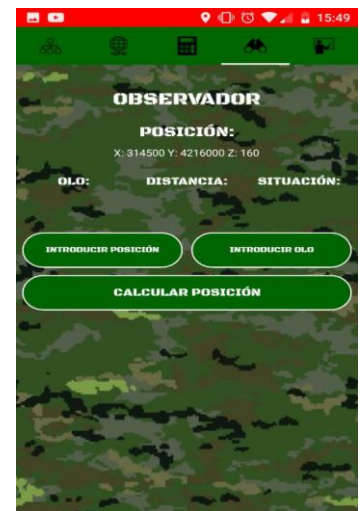 15:49
OBSERVADOR
POSICIÓN:
X: 314500 Y: 4216000 Z: 160
OLO: DISTANCIA: SITUACIÓN:
INTRODUCIR POSICIÓN INTRODUCIR OLO
CALCULAR POSICIÓN